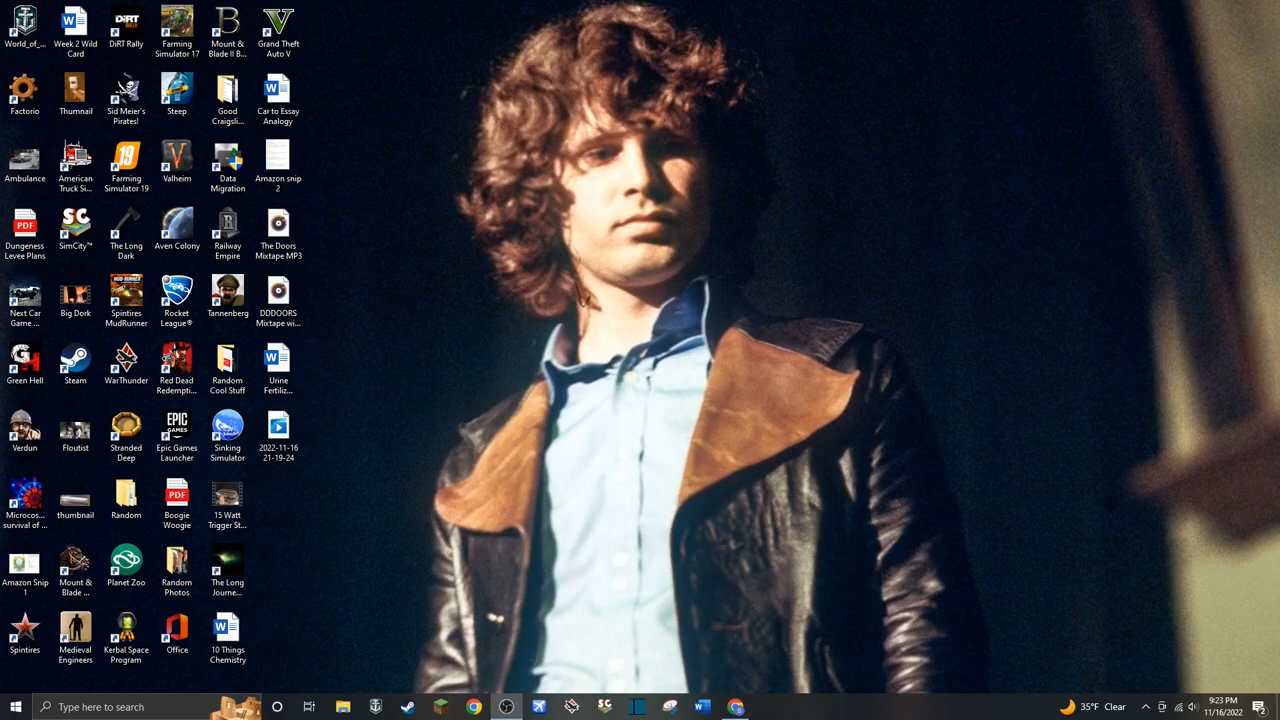 World_of_...
Week 2 Wild
Card
DiRT Rally
Farming
Simulator 17
Mount &
Blade II B...
Grand Theft
Auto V
Factorio
Thumnail
Sid Meier's
Pirates!
Steep
Good
Craigsli...
Car to Essay
Analogy
Ambulance
American
Truck Si...
Farming
Simulator 19
Valheim
Data
Migration
Amazon snip
2
Dungeness
Levee Plans
SimCity™
The Long
Dark
Aven Colony
Railway
Empire
The Doors
Mixtape MP3
Next Car
Game ...
Big Dork
Spintires
MudRunner
Rocket
League®
Tannenberg
DDDOORS
Mixtape wi...
Green Hell
Steam
WarThunder
Red Dead
Redempti...
Random
Cool Stuff
Urine
Fertiliz...
Verdun
Floutist
Stranded
Deep
Epic Games
Launcher
Sinking
Simulator
2022-11-16
21-19-24
Microcos...
survival of ...
thumbnail
Random
Boogie
Woogie
15 Watt
Trigger St...
Amazon Snip
1
Mount &
Blade ...
Planet Zoo
Random
Photos
The Long
Journe...
Spintires
Medieval
Engineers
Kerbal Space
Program
Office
10 Things
Chemistry
Type here to search
35°F Clear
9:23 PM
11/16/2022
2